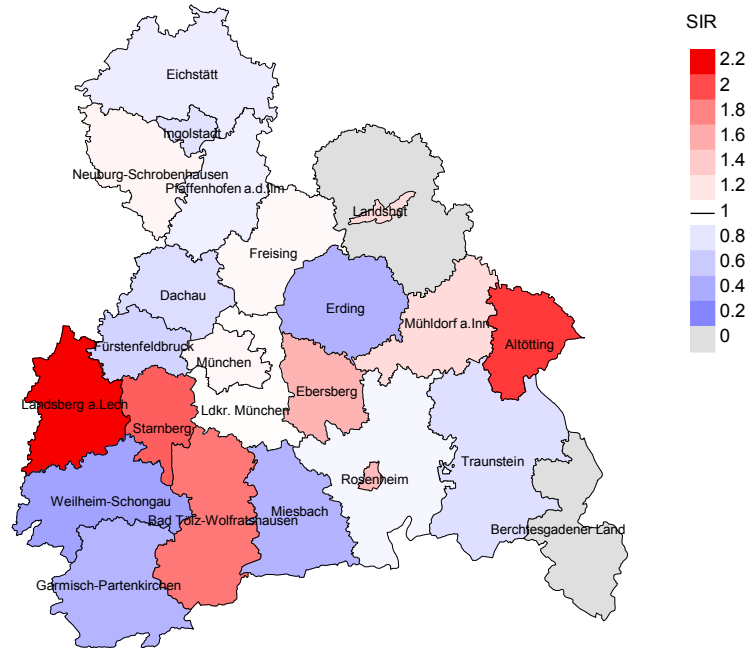 SIR
2.2
2
1.8
1.6
1.4
1.2
1
0.8
0.6
0.4
0.2
0
Eichstätt
Ingolstadt
Neuburg-Schrobenhausen
Pfaffenhofen a.d.Ilm
Landshut
Freising
Dachau
Erding
Mühldorf a.Inn
Altötting
Fürstenfeldbruck
München
Ebersberg
Landsberg a.Lech
Ldkr. München
Starnberg
Traunstein
Rosenheim
Weilheim-Schongau
Miesbach
Bad Tölz-Wolfratshausen
Berchtesgadener Land
Garmisch-Partenkirchen